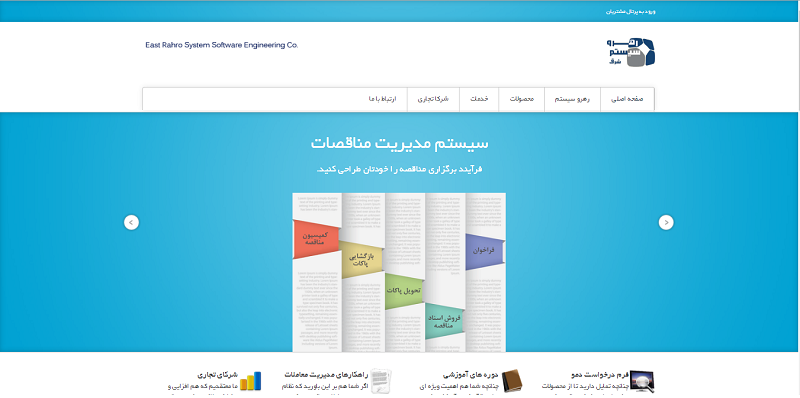 ورود به پرتال مشتریان
East Rahro System Software Engineering Co.
رهرو
سیستم
شرق
صفحه اصلی
رهرو سیستم
محصولات
خدمات
شرکا تجاری
ارتباط با ما
سیستم مدیریت مناقصات
فرآیند برگزاری مناقصه را خودتان طراحی کنید.
فراخوان
فروش اسناد
مناقصه
تحویل پاکات
بازگشایی
پاکات
کمیسیون
مناقصه
فرم درخواست دمو
چنانچه تمایل دارید تا از محصولات
دوره های آموزشی
چنانچه شما هم اهمیت ویژه ای
راهکارهای مدیریت معاملات
اگر شما هم بر این باورید که نظام
شرکای تجاری
ما معتقدیم که هم افزایی و